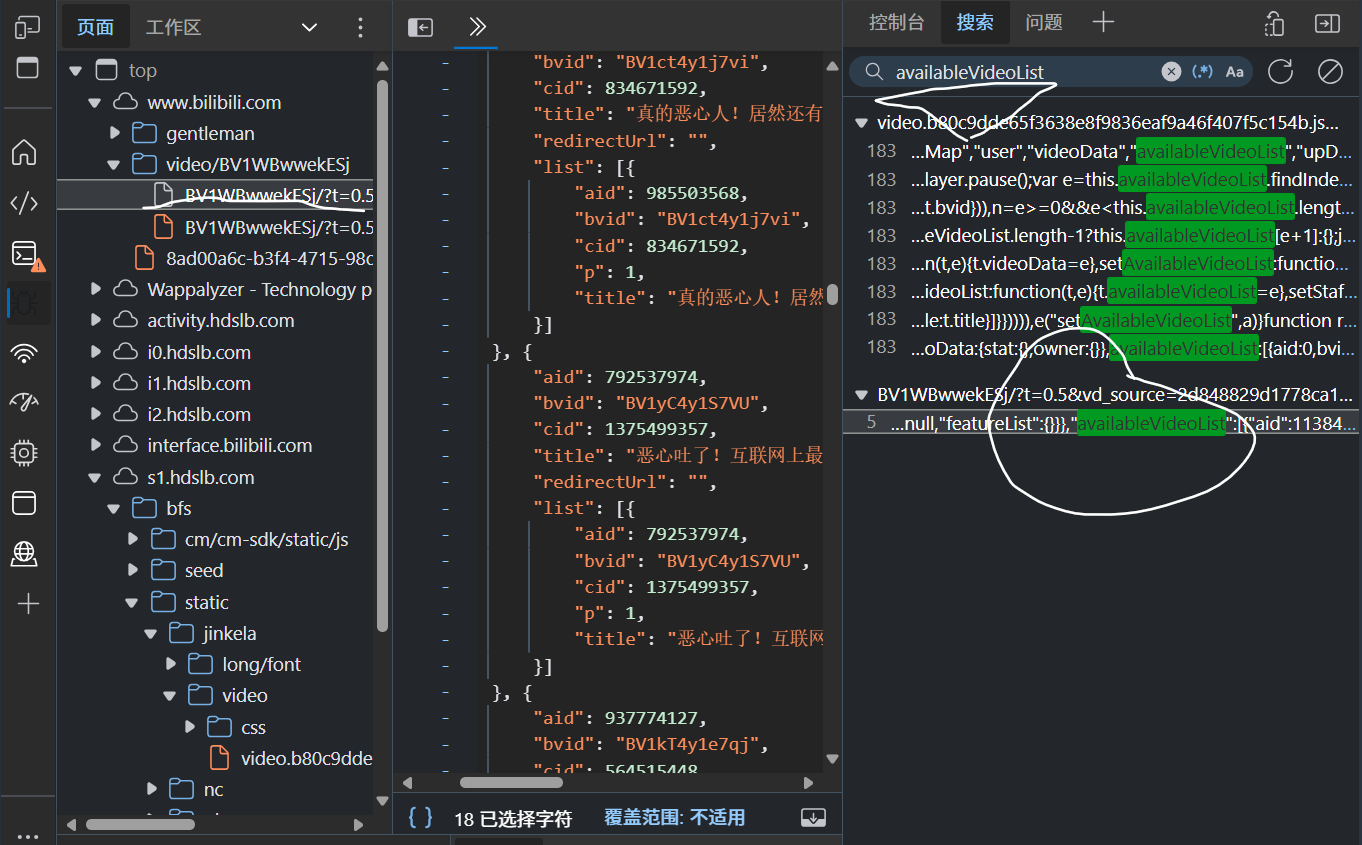 页面
工作区
top
www.bilibili.com
gentleman
video/BV1WBwwekESj
BV1WBwwekESj/?t=0.5
BV1WBwwekESj/?t=0.5
8ad00a6c-b3f4-4715-98c
Wappalyzer - Technology p
activity.hdslb.com
i0.hdslb.com
i1.hdslb.com
i2.hdslb.com
interface.bilibili.com
s1.hdslb.com
bfs
cm/cm-sdk/static/js
seed
static
jinkela
long/font
video
css
video.b80c9dde
nc
"bvid": "BV1ct4y1j7vi",
"cid": 834671592,
"title": "真的恶心人！居然还有
"redirectUrl": "",
"list": [{
"aid": 985503568,
"bvid": "BV1ct4y1j7vi",
"cid": 834671592,
"p": 1,
"title": "真的恶心人！居然
}]
}, {
"aid": 792537974,
"bvid": "BV1yC4y1S7VU",
"cid": 1375499357,
"title": "恶心吐了！互联网上最
"redirectUrl": "",
"list": [{
"aid": 792537974,
"bvid": "BV1yC4y1S7VU",
"cid": 1375499357,
"p": 1,
"title": "恶心吐了！互联网
}]
}, {
"aid": 937774127,
"bvid": "BV1kT4y1e7qj",
"cid": 564515448
{ } 18 已选择字符 覆盖范围: 不适用
控制台 搜索 问题
availableVideoList (.*) Aa
video.b80c9dde65f3638e8f9836eaf9a46f407f5c154b.js...
183 ...Map","user","videoData","availableVideoList","upD...
183 ...layer.pause();var e=this.availableVideoList.findInde...
183 ...t.bvid})),n=e>=0&&e<this.availableVideoList.lengt...
183 ...eVideoList.length-1?this.availableVideoList[e+1]:{};j...
183 ...n(t,e){t.videoData=e},setAvailableVideoList:functio...
183 ...ideoList:function(t,e){t.availableVideoList=e},setStaf...
183 ...le:t.title}]}})))),e("setAvailableVideoList",a)}function r...
183 ...oData:{stat:{},owner:{}},availableVideoList:[{aid:0,bvi...
BV1WBwwekESj/?t=0.5&vd_source=2d848829d1778ca1...
5 ...null,"featureList":{}}},"availableVideoList":[{"aid":11384...